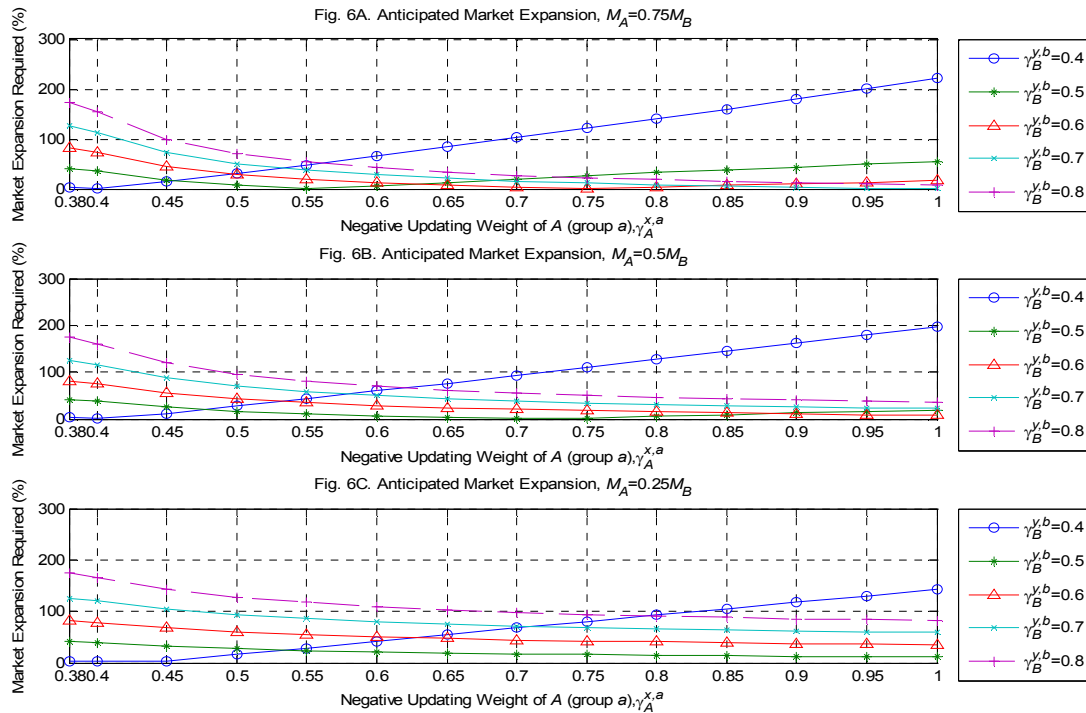 Fig. 6A. Anticipated Market Expansion, M_A=0.75M_B
Market Expansion Required (%)
300
200
100
0
0.38 0.4 0.45 0.5 0.55 0.6 0.65 0.7 0.75 0.8 0.85 0.9 0.95 1
Negative Updating Weight of A (group a),γ_A^{x,a}
γ_B^{y,b}=0.4
γ_B^{y,b}=0.5
γ_B^{y,b}=0.6
γ_B^{y,b}=0.7
γ_B^{y,b}=0.8
Fig. 6B. Anticipated Market Expansion, M_A=0.5M_B
Market Expansion Required (%)
300
200
100
0
0.38 0.4 0.45 0.5 0.55 0.6 0.65 0.7 0.75 0.8 0.85 0.9 0.95 1
Negative Updating Weight of A (group a),γ_A^{x,a}
γ_B^{y,b}=0.4
γ_B^{y,b}=0.5
γ_B^{y,b}=0.6
γ_B^{y,b}=0.7
γ_B^{y,b}=0.8
Fig. 6C. Anticipated Market Expansion, M_A=0.25M_B
Market Expansion Required (%)
300
200
100
0
0.38 0.4 0.45 0.5 0.55 0.6 0.65 0.7 0.75 0.8 0.85 0.9 0.95 1
Negative Updating Weight of A (group a),γ_A^{x,a}
γ_B^{y,b}=0.4
γ_B^{y,b}=0.5
γ_B^{y,b}=0.6
γ_B^{y,b}=0.7
γ_B^{y,b}=0.8